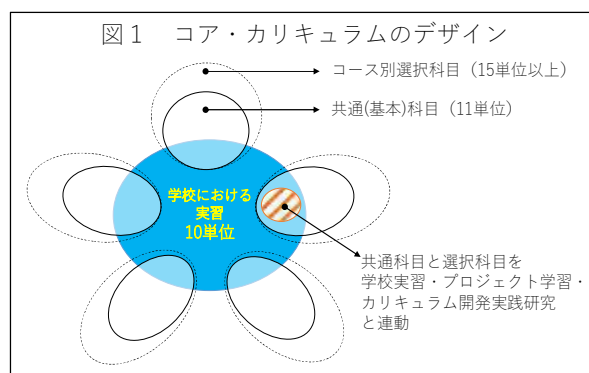 図１　コア・カリキュラムのデザイン
コース別選択科目（15単位以上）
共通(基本)科目（11単位）
学校における
実習
10単位
共通科目と選択科目を
学校実習・プロジェクト学習・
カリキュラム開発実践研究
と連動